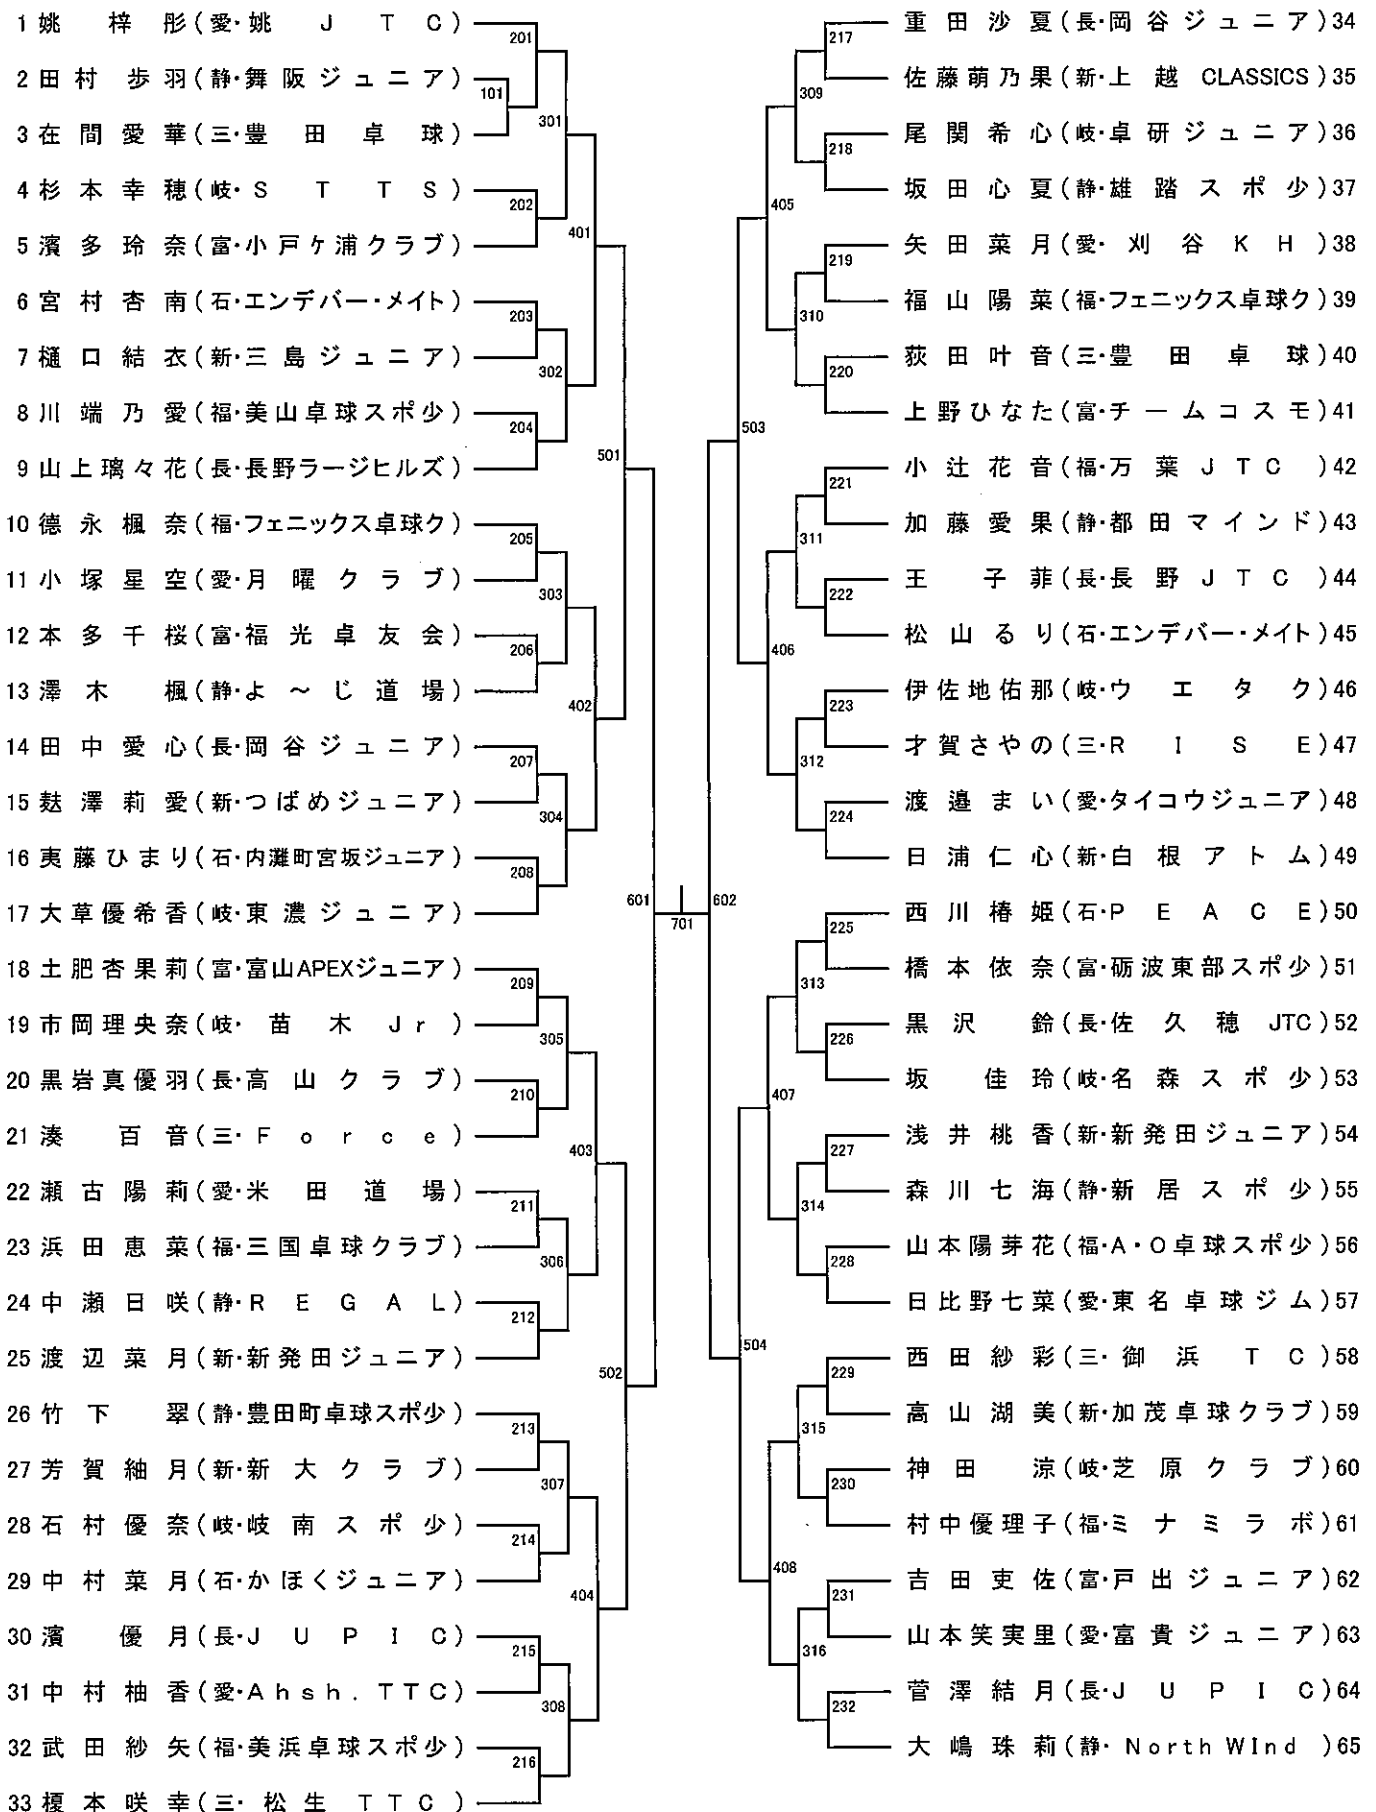 1 姚 梓 彤 (愛・姚 J T C)
2 田村 歩羽 (静・舞阪ジュニア)
3 在間愛華 (三・豊田卓球)
4 杉本幸穂 (岐・S T T S)
5 濱多玲奈 (富・小戸ヶ浦クラブ)
6 宮村杏南 (石・エンデバー・メイト)
7 樋口結衣 (新・三島ジュニア)
8 川端乃愛 (福・美山卓球スポ少)
9 山上璃々花 (長・長野ラージヒルズ)
10 徳永楓奈 (福・フェニックス卓球ク)
11 小塚星空 (愛・月曜クラブ)
12 本多千桜 (富・福光卓友会)
13 澤木 楓 (静・よ～じ道場)
14 田中愛心 (長・岡谷ジュニア)
15 麸澤莉愛 (新・つばめジュニア)
16 夷藤ひまり (石・内灘町宮坂ジュニア)
17 大草優希香 (岐・東濃ジュニア)
18 土肥杏果莉 (富・富山APEXジュニア)
19 市岡理央奈 (岐・苗木 Jr)
20 黒岩真優羽 (長・高山クラブ)
21 湊 百音 (三・Force)
22 瀬古陽莉 (愛・米田道場)
23 浜田恵菜 (福・三国卓球クラブ)
24 中瀬日咲 (静・REGAL)
25 渡辺菜月 (新・新発田ジュニア)
26 竹下 翠 (静・豊田町卓球スポ少)
27 芳賀紬月 (新・新大クラブ)
28 石村優奈 (岐・岐南スポ少)
29 中村菜月 (石・かほくジュニア)
30 濱 優月 (長・JUPIC)
31 中村柚香 (愛・Ahsh.TTC)
32 武田紗矢 (福・美浜卓球スポ少)
33 榎本咲幸 (三・松生TTC)
201
101
301
202
401
203
302
204
501
205
303
206
402
207
304
208
601
209
305
210
403
211
306
212
502
213
307
214
404
215
308
216
701
602
217
309
218
405
219
310
220
503
221
311
222
406
223
312
224
225
313
226
407
227
314
228
504
229
315
230
408
231
316
232
重田沙夏 (長・岡谷ジュニア) 34
佐藤萌乃果 (新・上越 CLASSICS) 35
尾関希心 (岐・卓研ジュニア) 36
坂田心夏 (静・雄踏スポ少) 37
矢田菜月 (愛・刈谷KH) 38
福山陽菜 (福・フェニックス卓球ク) 39
荻田叶音 (三・豊田卓球) 40
上野ひなた (富・チームコスモ) 41
小辻花音 (福・万葉JTC) 42
加藤愛果 (静・都田マインド) 43
王 子菲 (長・長野JTC) 44
松山るり (石・エンデバー・メイト) 45
伊佐地佑那 (岐・ウエタク) 46
才賀さやの (三・RISE) 47
渡邉まい (愛・タイコウジュニア) 48
日浦仁心 (新・白根アトム) 49
西川椿姫 (石・PEACE) 50
橋本依奈 (富・砺波東部スポ少) 51
黒沢 鈴 (長・佐久穂 JTC) 52
坂 佳玲 (岐・名森スポ少) 53
浅井桃香 (新・新発田ジュニア) 54
森川七海 (静・新居スポ少) 55
山本陽芽花 (福・A・O卓球スポ少) 56
日比野七菜 (愛・東名卓球ジム) 57
西田紗彩 (三・御浜TC) 58
高山湖美 (新・加茂卓球クラブ) 59
神田 涼 (岐・芝原クラブ) 60
村中優理子 (福・ミナミラボ) 61
吉田吏佐 (富・戸出ジュニア) 62
山本笑実里 (愛・富貴ジュニア) 63
菅澤結月 (長・JUPIC) 64
大嶋珠莉 (静・North WInd) 65